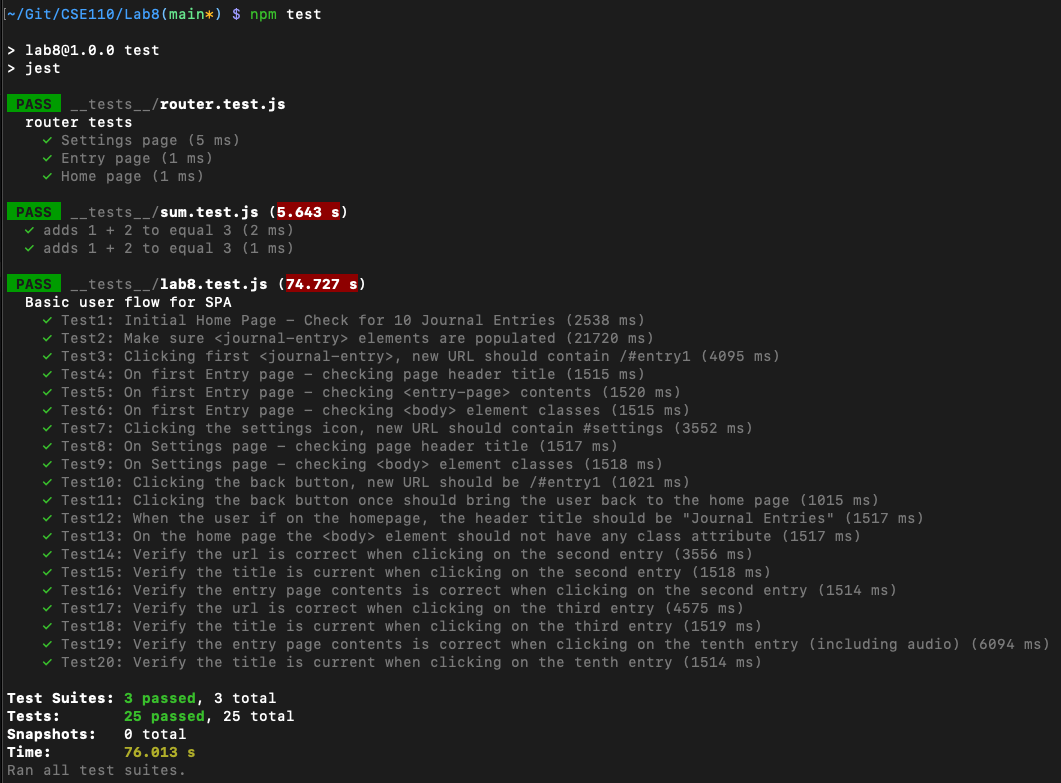 [~/Git/CSE110/Lab8(main*) $ npm test
> lab8@1.0.0 test
> jest
PASS __tests__/router.test.js
router tests
✓ Settings page (5 ms)
✓ Entry page (1 ms)
✓ Home page (1 ms)
PASS __tests__/sum.test.js (5.643 s)
✓ adds 1 + 2 to equal 3 (2 ms)
✓ adds 1 + 2 to equal 3 (1 ms)
PASS __tests__/lab8.test.js (74.727 s)
Basic user flow for SPA
✓ Test1: Initial Home Page – Check for 10 Journal Entries (2538 ms)
✓ Test2: Make sure <journal-entry> elements are populated (21720 ms)
✓ Test3: Clicking first <journal-entry>, new URL should contain /#entry1 (4095 ms)
✓ Test4: On first Entry page – checking page header title (1515 ms)
✓ Test5: On first Entry page – checking <entry-page> contents (1520 ms)
✓ Test6: On first Entry page – checking <body> element classes (1515 ms)
✓ Test7: Clicking the settings icon, new URL should contain #settings (3552 ms)
✓ Test8: On Settings page – checking page header title (1517 ms)
✓ Test9: On Settings page – checking <body> element classes (1518 ms)
✓ Test10: Clicking the back button, new URL should be /#entry1 (1021 ms)
✓ Test11: Clicking the back button once should bring the user back to the home page (1015 ms)
✓ Test12: When the user if on the homepage, the header title should be "Journal Entries" (1517 ms)
✓ Test13: On the home page the <body> element should not have any class attribute (1517 ms)
✓ Test14: Verify the url is correct when clicking on the second entry (3556 ms)
✓ Test15: Verify the title is current when clicking on the second entry (1518 ms)
✓ Test16: Verify the entry page contents is correct when clicking on the second entry (1514 ms)
✓ Test17: Verify the url is correct when clicking on the third entry (4575 ms)
✓ Test18: Verify the title is current when clicking on the third entry (1519 ms)
✓ Test19: Verify the entry page contents is correct when clicking on the tenth entry (including audio) (6094 ms)
✓ Test20: Verify the title is current when clicking on the tenth entry (1514 ms)
Test Suites: 3 passed, 3 total
Tests: 25 passed, 25 total
Snapshots: 0 total
Time: 76.013 s
Ran all test suites.